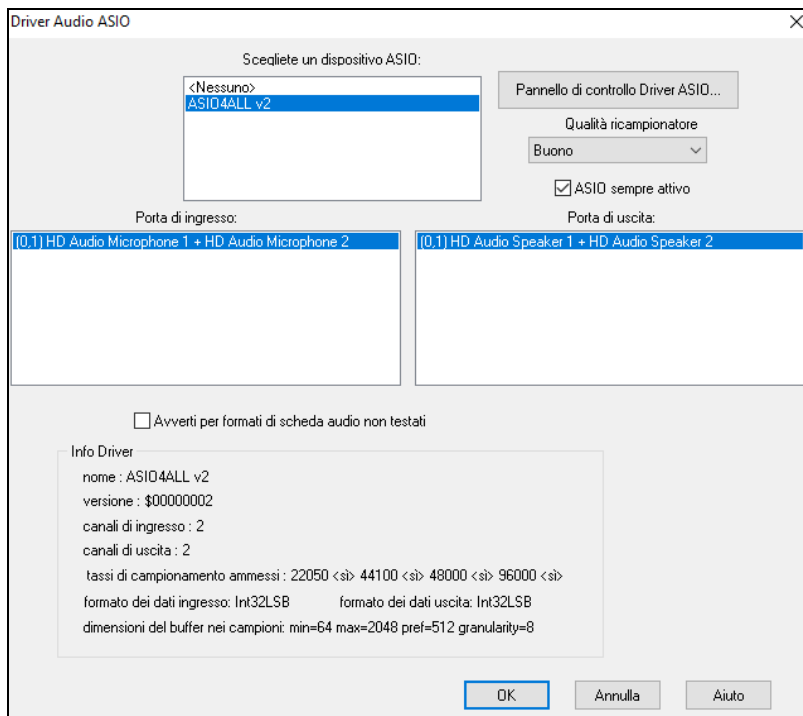 Driver Audio ASIO
Scegliete un dispositivo ASIO:
<Nessuno>
ASIO4ALL v2
Pannello di controllo Driver ASIO...
Qualità ricampionatore
Buono
ASIO sempre attivo
Porta di ingresso:
Porta di uscita:
(0,1) HD Audio Microphone 1 + HD Audio Microphone 2
(0,1) HD Audio Speaker 1 + HD Audio Speaker 2
Avverti per formati di scheda audio non testati
Info Driver
nome : ASIO4ALL v2
versione : $00000002
canali di ingresso : 2
canali di uscita : 2
tassi di campionamento ammessi : 22050 <sì> 44100 <sì> 48000 <sì> 96000 <sì>
formato dei dati ingresso: Int32LSB formato dei dati uscita: Int32LSB
dimensioni del buffer nei campioni: min=64 max=2048 pref=512 granularity=8
OK Annulla Aiuto